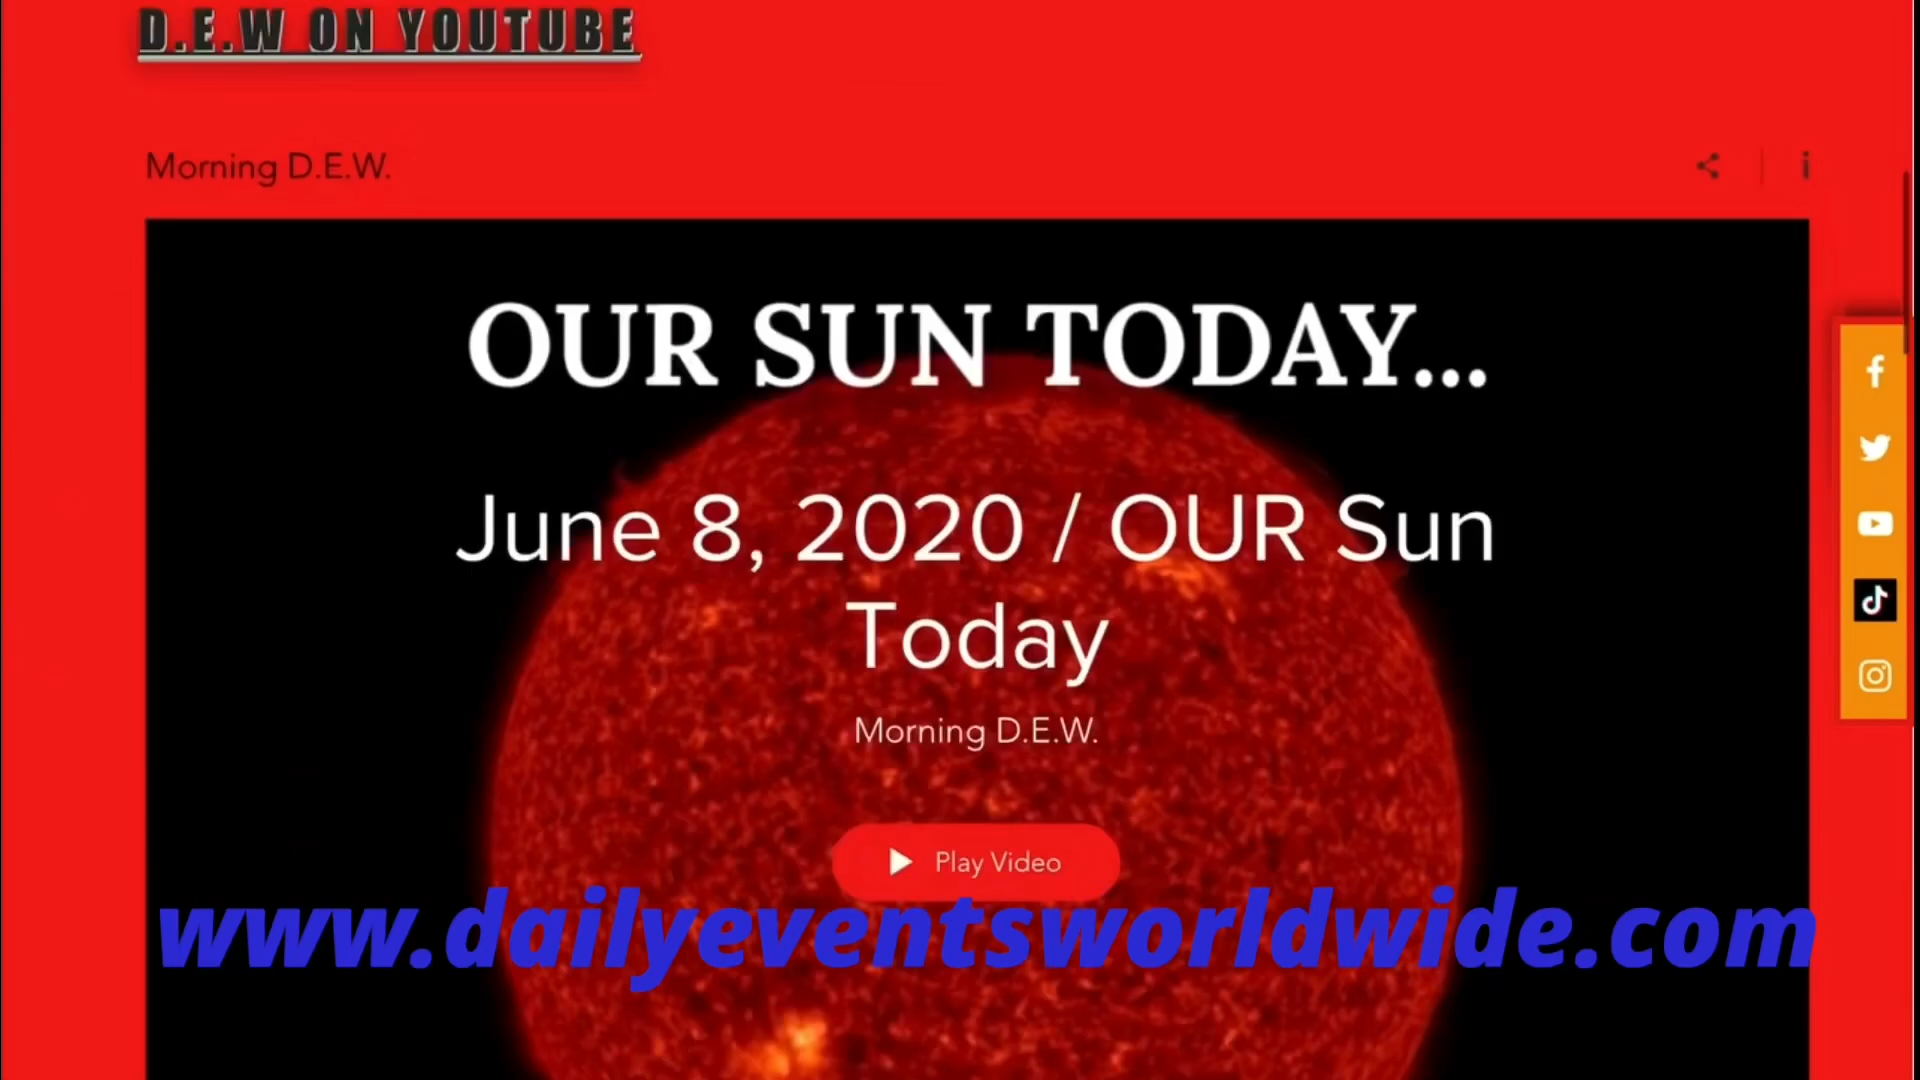 D.E.W ON YOUTUBE
Morning D.E.W.
OUR SUN TODAY...
June 8, 2020 / OUR Sun
Today
Morning D.E.W.
Play Video
www.dailyeventsworldwide.com